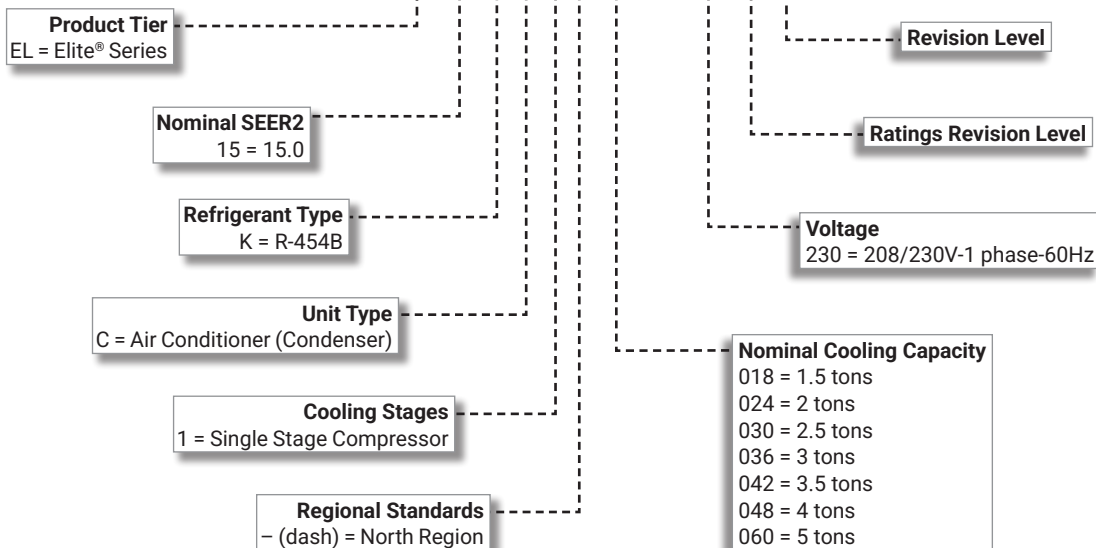 Product Tier
EL = Elite® Series
Nominal SEER2
15 = 15.0
Refrigerant Type
K = R-454B
Unit Type
C = Air Conditioner (Condenser)
Cooling Stages
1 = Single Stage Compressor
Regional Standards
– (dash) = North Region
Revision Level
Ratings Revision Level
Voltage
230 = 208/230V-1 phase-60Hz
Nominal Cooling Capacity
018 = 1.5 tons
024 = 2 tons
030 = 2.5 tons
036 = 3 tons
042 = 3.5 tons
048 = 4 tons
060 = 5 tons